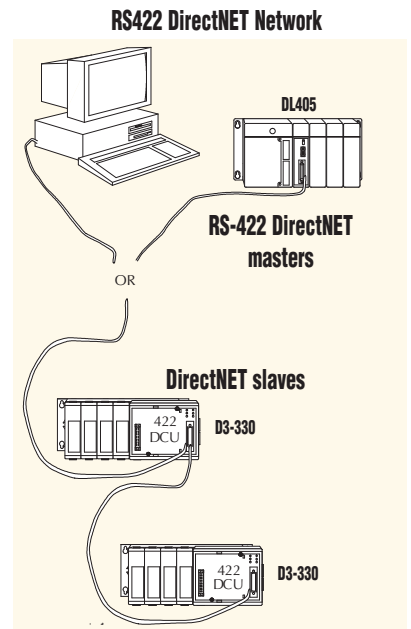 RS422 DirectNET Network
DL405
RS-422 DirectNET
masters
OR
DirectNET slaves
422
DCU
D3-330
422
DCU
D3-330